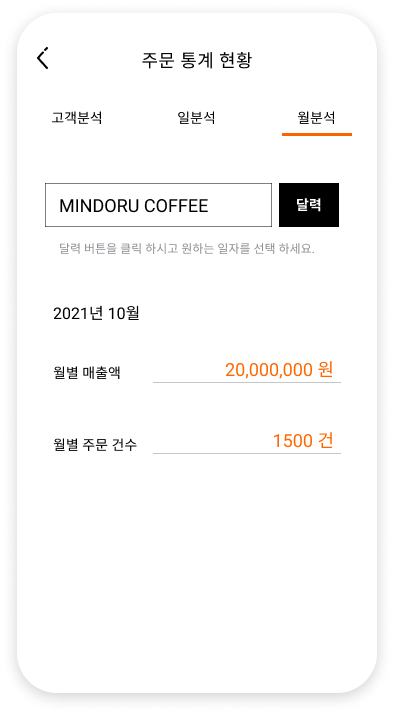 주문 통계 현황
고객분석 일분석 월분석
MINDORU COFFEE 달력
달력 버튼을 클릭 하시고 원하는 일자를 선택 하세요.
2021년 10월
월별 매출액 20,000,000 원
월별 주문 건수 1500 건